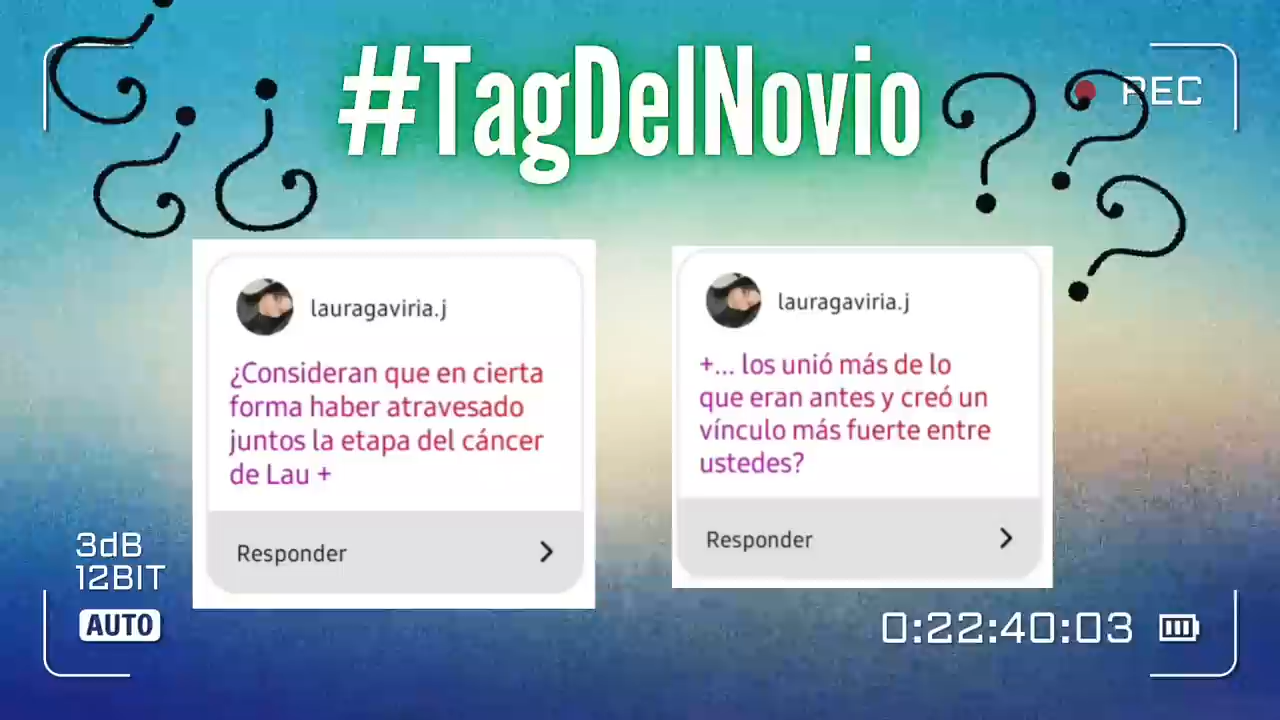 #TagDelNovio
REC
lauragaviria.j
¿Consideran que en cierta
forma haber atravesado
juntos la etapa del cáncer
de Lau +
Responder
lauragaviria.j
+... los unió más de lo
que eran antes y creó un
vínculo más fuerte entre
ustedes?
Responder
3dB
12BIT
AUTO
0:22:40:03